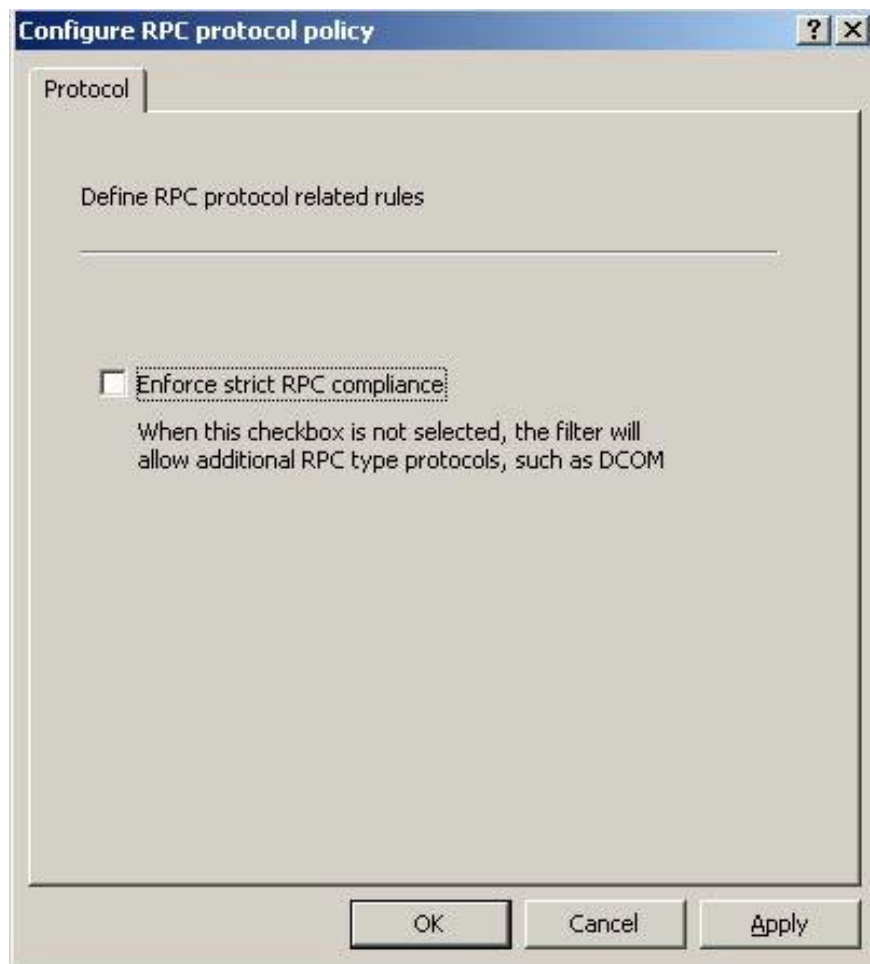 Configure RPC protocol policy
Protocol
Define RPC protocol related rules
Enforce strict RPC compliance
When this checkbox is not selected, the filter will
allow additional RPC type protocols, such as DCOM
OK Cancel Apply